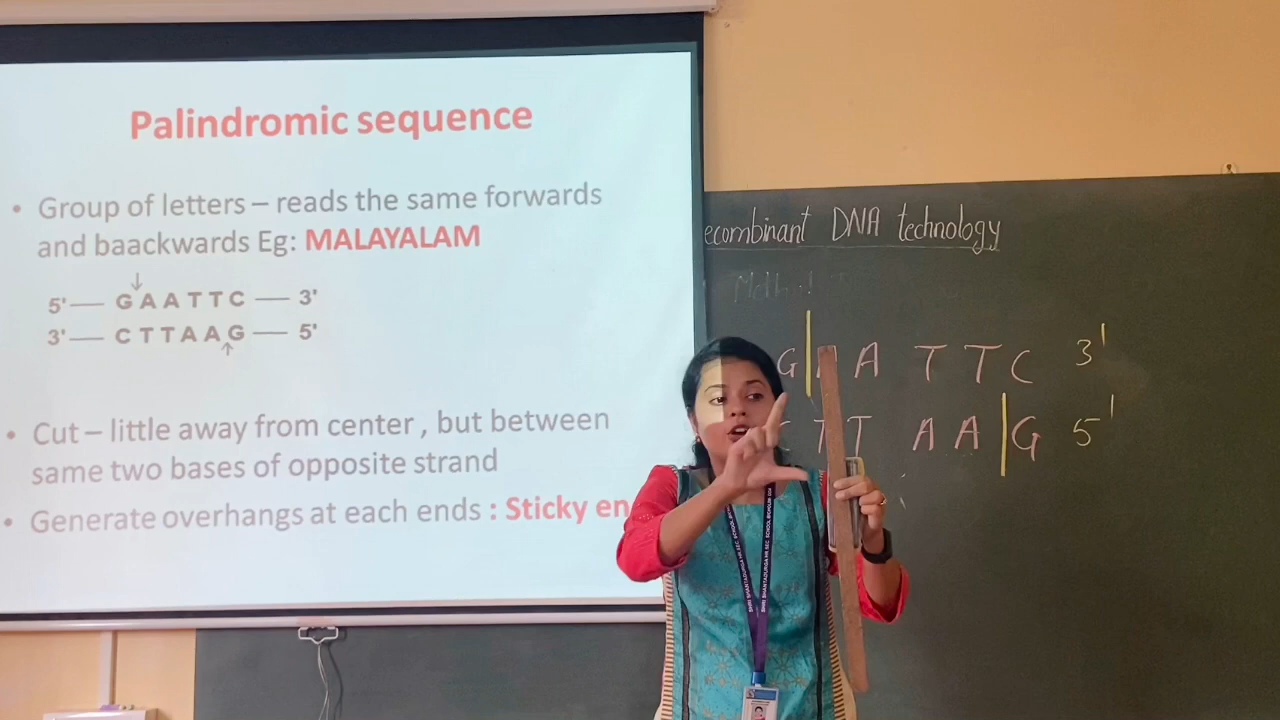 Palindromic sequence
• Group of letters – reads the same forwards
and baackwards Eg: MALAYALAM
5'— GAATTC — 3'
3'— CTTAAG — 5'
• Cut – little away from center , but between
same two bases of opposite strand
• Generate overhangs at each ends : Sticky en
ecombinant DNA technology
G A T T C 3'
T T A A G 5'